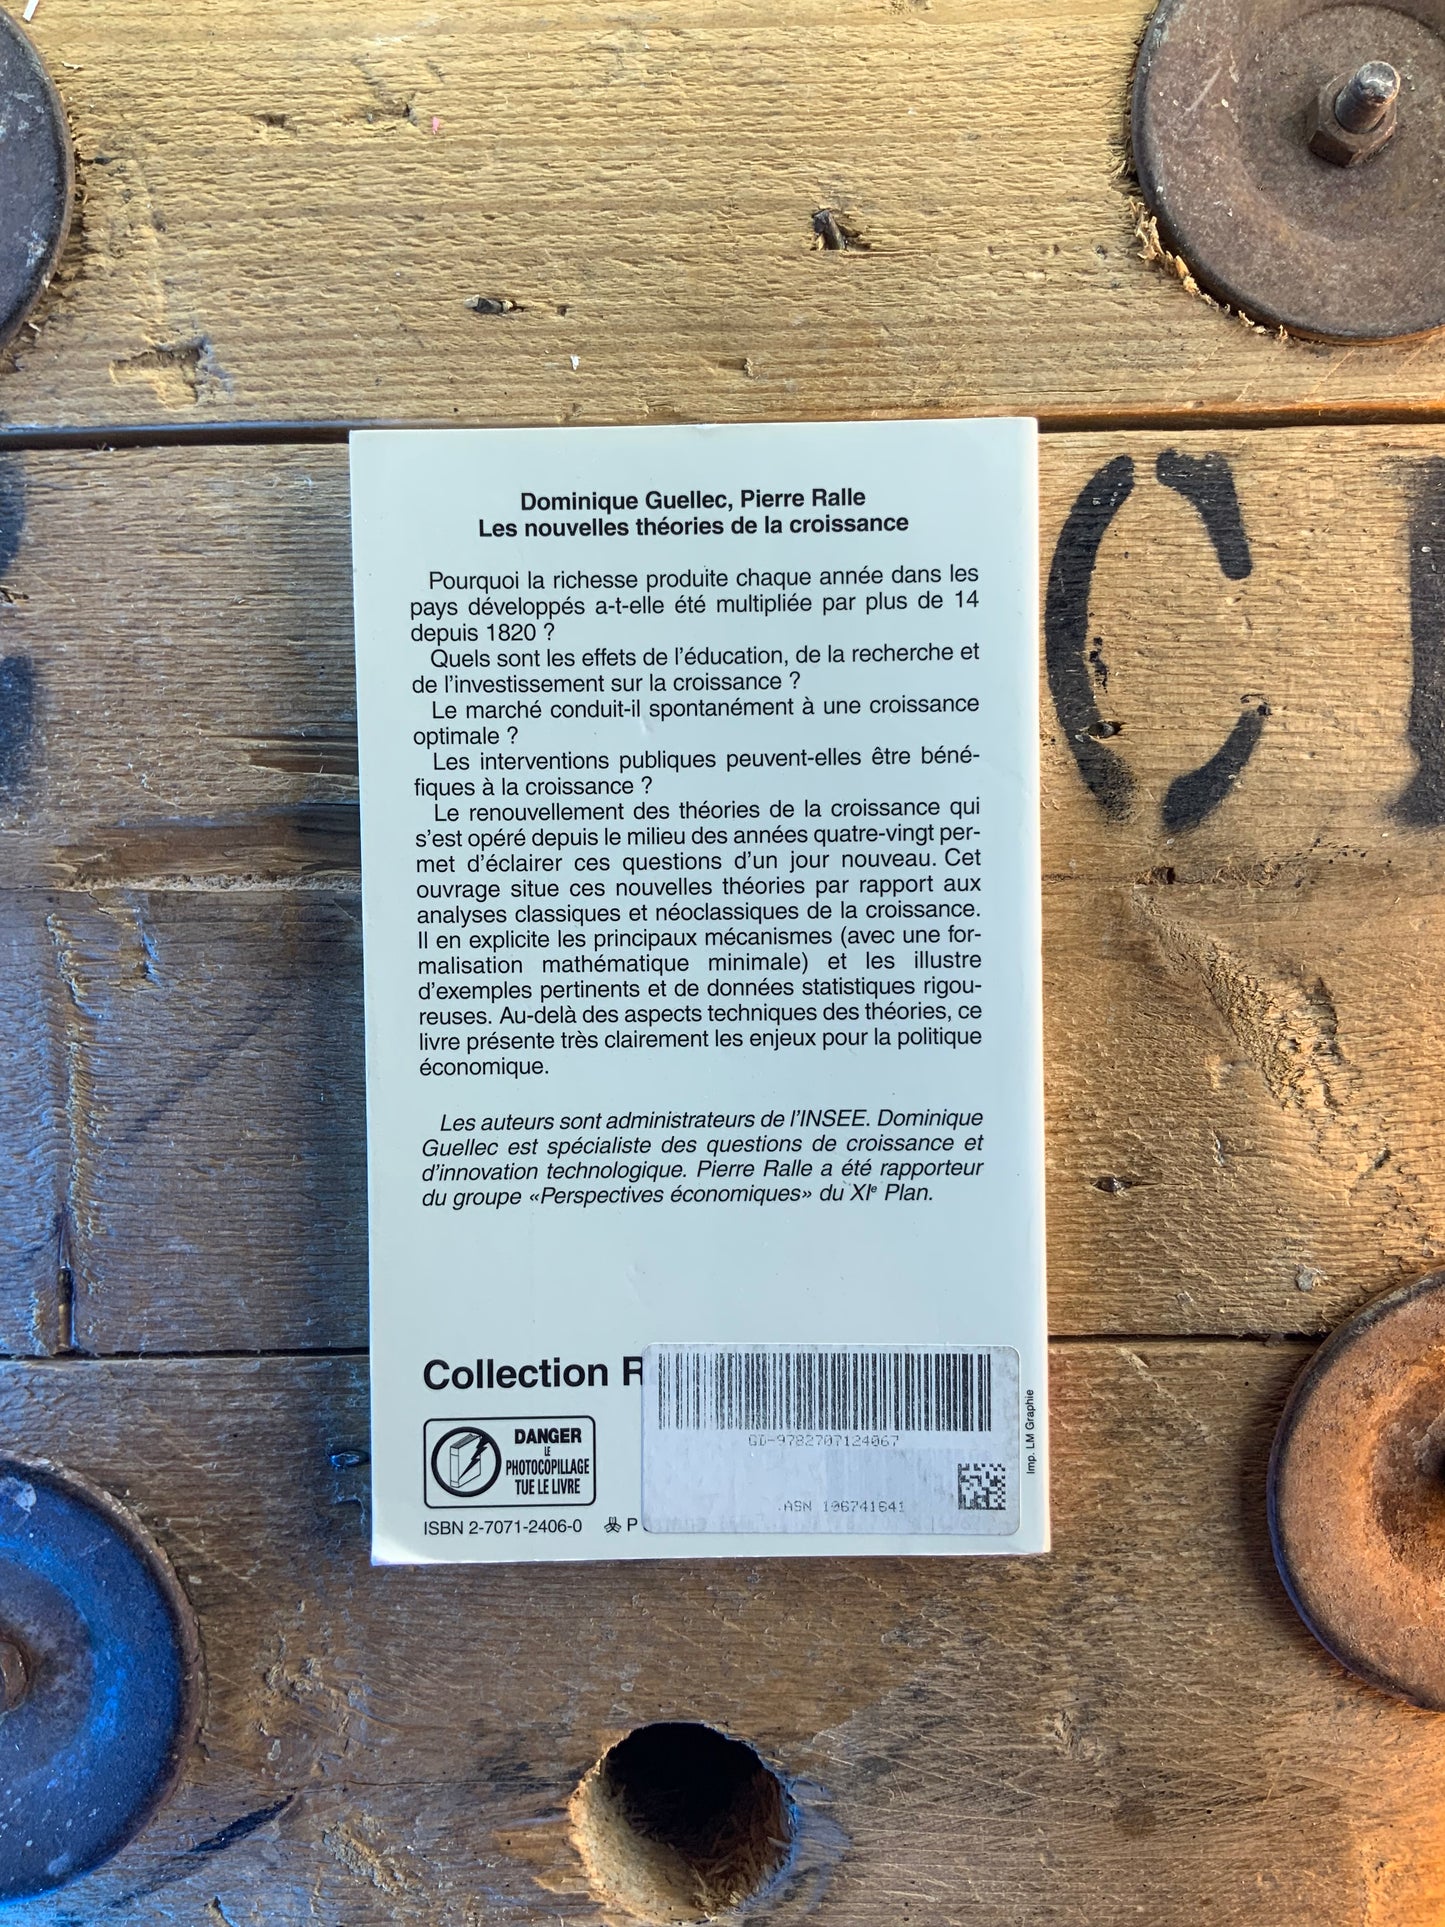 Dominique Guellec, Pierre Ralle
Les nouvelles théories de la croissance
Pourquoi la richesse produite chaque année dans les
pays développés a-t-elle été multipliée par plus de 14
depuis 1820 ?
Quels sont les effets de l'éducation, de la recherche et
de l'investissement sur la croissance ?
Le marché conduit-il spontanément à une croissance
optimale ?
Les interventions publiques peuvent-elles être béné-
fiques à la croissance ?
Le renouvellement des théories de la croissance qui
s'est opéré depuis le milieu des années quatre-vingt per-
met d'éclairer ces questions d'un jour nouveau. Cet
ouvrage situe ces nouvelles théories par rapport aux
analyses classiques et néoclassiques de la croissance.
Il en explicite les principaux mécanismes (avec une for-
malisation mathématique minimale) et les illustre
d'exemples pertinents et de données statistiques rigou-
reuses. Au-delà des aspects techniques des théories, ce
livre présente très clairement les enjeux pour la politique
économique.
Les auteurs sont administrateurs de l'INSEE. Dominique
Guellec est spécialiste des questions de croissance et
d'innovation technologique. Pierre Ralle a été rapporteur
du groupe «Perspectives économiques» du XIe Plan.
Collection R
GD-9782707124067
.ASN 106741641
DANGER
LE
PHOTOCOPILLAGE
TUE LE LIVRE
ISBN 2-7071-2406-0 P
Imp. LM Graphie
C